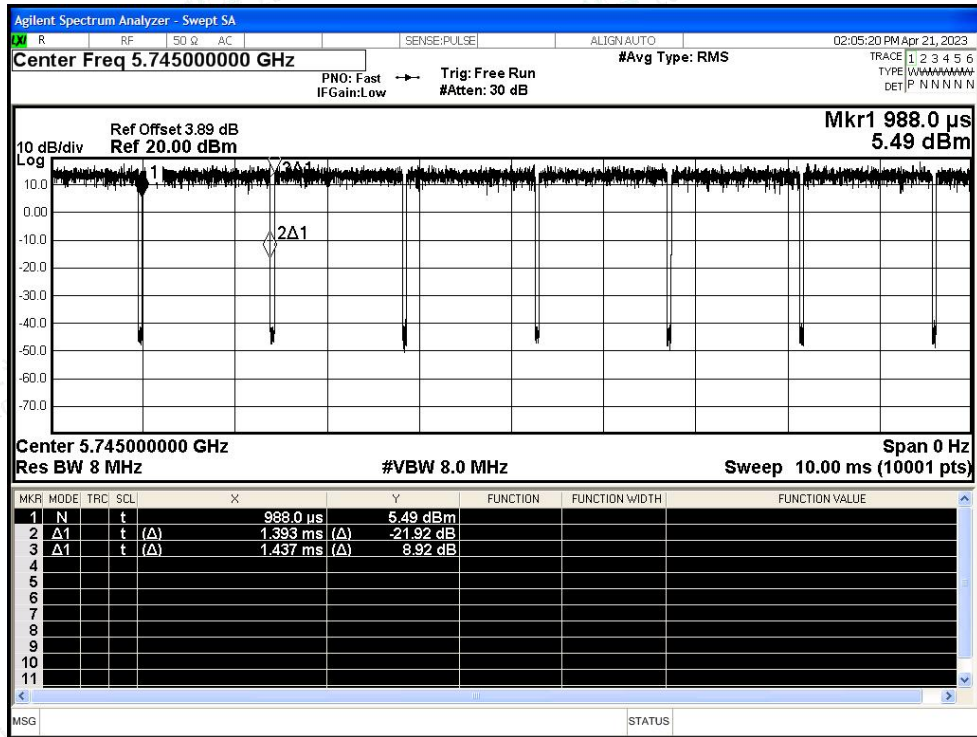 Agilent Spectrum Analyzer - Swept SA
LXI R RF 50 Ω AC SENSE:PULSE ALIGN AUTO 02:05:20 PM Apr 21, 2023
Center Freq 5.745000000 GHz
PNO: Fast
IFGain:Low
Trig: Free Run
#Atten: 30 dB
#Avg Type: RMS
TRACE 1 2 3 4 5 6
TYPE WWWWWW
DET P N N N N N
Mkr1 988.0 µs
5.49 dBm
Ref Offset 3.89 dB
10 dB/div Ref 20.00 dBm
Log
1
3Δ1
2Δ1
10.0
0.00
-10.0
-20.0
-30.0
-40.0
-50.0
-60.0
-70.0
Center 5.745000000 GHz Span 0 Hz
Res BW 8 MHz #VBW 8.0 MHz Sweep 10.00 ms (10001 pts)
MKR MODE TRC SCL X Y FUNCTION FUNCTION WIDTH FUNCTION VALUE
1 N t 988.0 µs 5.49 dBm
2 Δ1 t (Δ) 1.393 ms (Δ) -21.92 dB
3 Δ1 t (Δ) 1.437 ms (Δ) 8.92 dB
4
5
6
7
8
9
10
11
MSG STATUS